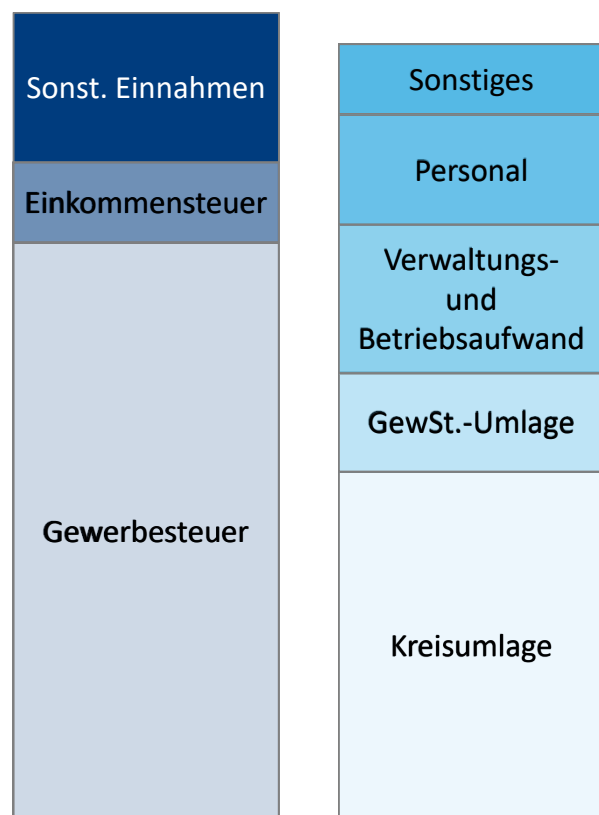 Sonst. Einnahmen
Einkommensteuer
Gewerbesteuer
Sonstiges
Personal
Verwaltungs-
und
Betriebsaufwand
GewSt.-Umlage
Kreisumlage